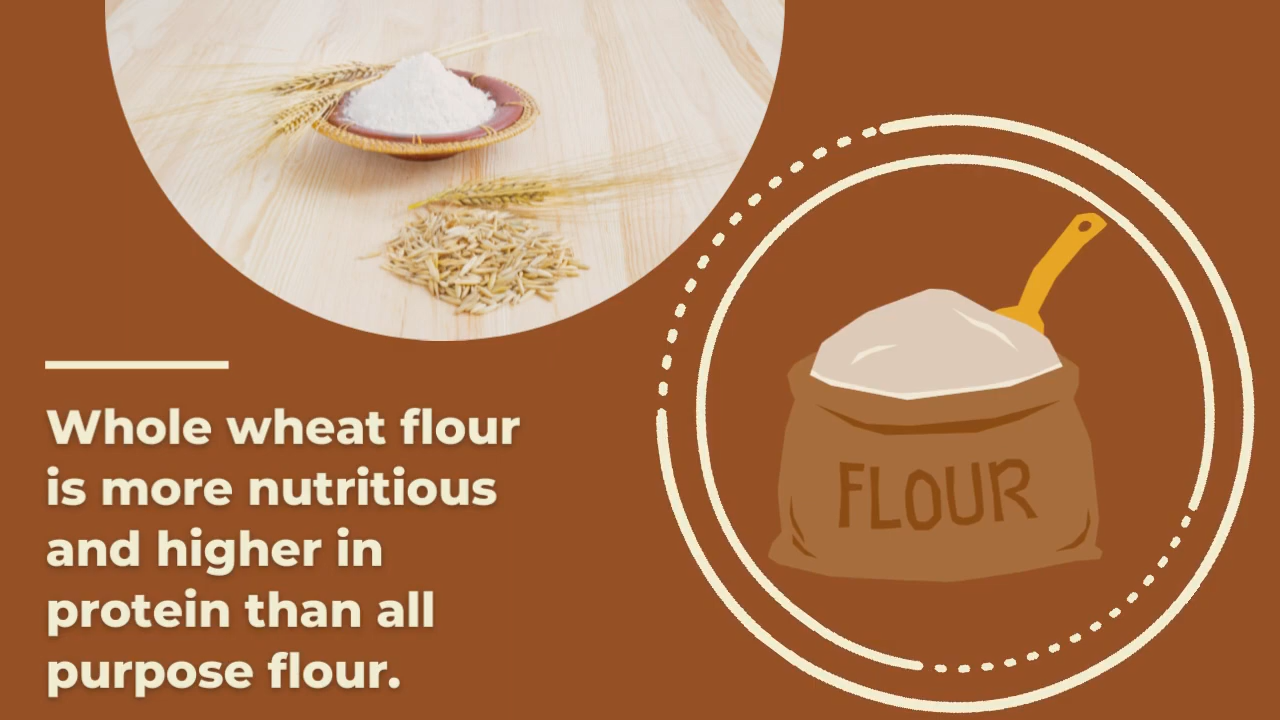 Whole wheat flour
is more nutritious
and higher in
protein than all
purpose flour.
FLOUR